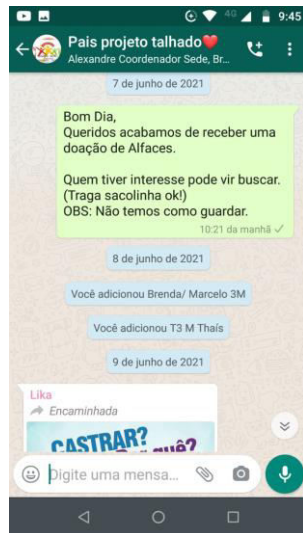 4G
9:45
Pais projeto talhado❤
Alexandre Coordenador Sede, Br...
7 de junho de 2021
Bom Dia,
Queridos acabamos de receber uma
doação de Alfaces.
Quem tiver interesse pode vir buscar.
(Traga sacolinha ok!)
OBS: Não temos como guardar.
10:21 da manhã
8 de junho de 2021
Você adicionou Brenda/ Marcelo 3M
Você adicionou T3 M Thaís
9 de junho de 2021
Lika
Encaminhada
CASTRAR?
quê?
Digite uma mensa...